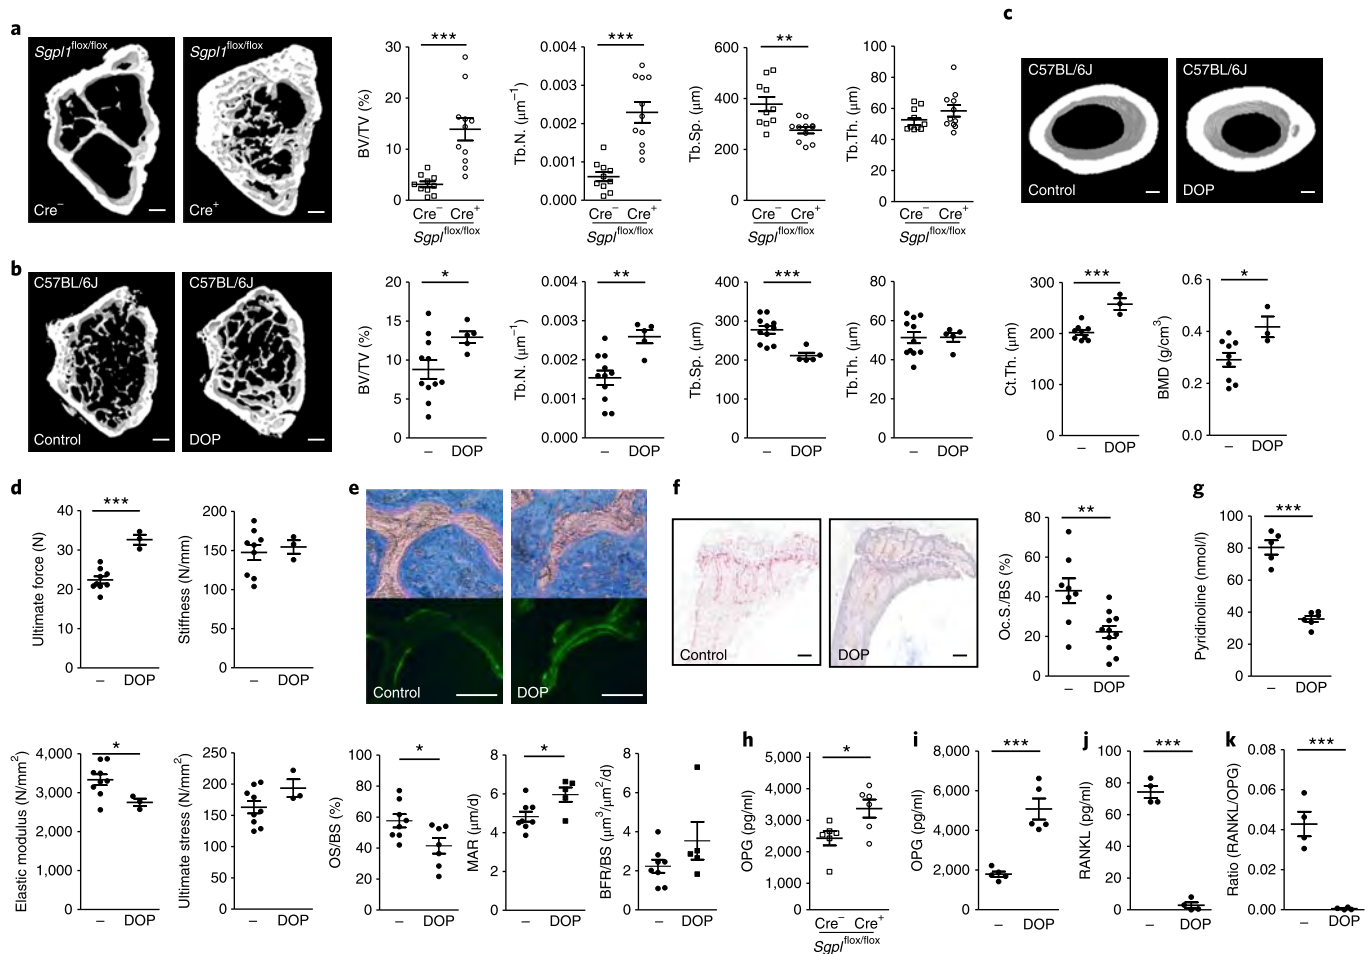 a
Sgpl1flox/flox
Cre−
Sgpl1flox/flox
Cre+
BV/TV (%)
30
20
10
0
***
Cre− Cre+
Sgplflox/flox
Tb.N. (μm−1)
0.004
0.003
0.002
0.001
0.000
***
Cre− Cre+
Sgplflox/flox
Tb.Sp. (μm)
600
400
200
0
**
Cre− Cre+
Sgplflox/flox
Tb.Th. (μm)
100
80
60
40
20
0
Cre− Cre+
Sgplflox/flox
b
C57BL/6J
Control
C57BL/6J
DOP
BV/TV (%)
20
15
10
5
0
*
– DOP
Tb.N. (μm−1)
0.004
0.003
0.002
0.001
0.000
**
– DOP
Tb.Sp. (μm)
400
300
200
100
***
– DOP
Tb.Th. (μm)
80
60
40
20
0
– DOP
c
C57BL/6J
Control
C57BL/6J
DOP
Ct.Th. (μm)
300
200
100
0
***
– DOP
BMD (g/cm3)
0.6
0.4
0.2
0.0
*
– DOP
d
Ultimate force (N)
40
30
20
10
0
***
– DOP
Stiffness (N/mm)
200
150
100
50
0
– DOP
Elastic modulus (N/mm2)
4,000
3,000
2,000
1,000
0
*
– DOP
Ultimate stress (N/mm2)
250
200
150
100
50
0
– DOP
e
Control
DOP
OS/BS (%)
100
80
60
40
20
0
*
– DOP
MAR (μm/d)
8
6
4
2
0
*
– DOP
BFR/BS (μm3/μm2/d)
8
6
4
2
0
– DOP
f
Control
DOP
Oc.S./BS (%)
80
60
40
20
0
**
– DOP
g
Pyridinoline (nmol/l)
100
80
60
40
20
0
***
– DOP
h
OPG (pg/ml)
5,000
4,000
3,000
2,000
1,000
0
*
Cre− Cre+
Sgplflox/flox
i
OPG (pg/ml)
8,000
6,000
4,000
2,000
0
***
– DOP
j
RANKL (pg/ml)
100
80
60
40
20
0
***
– DOP
k
Ratio (RANKL/OPG)
0.08
0.06
0.04
0.02
0.00
***
– DOP